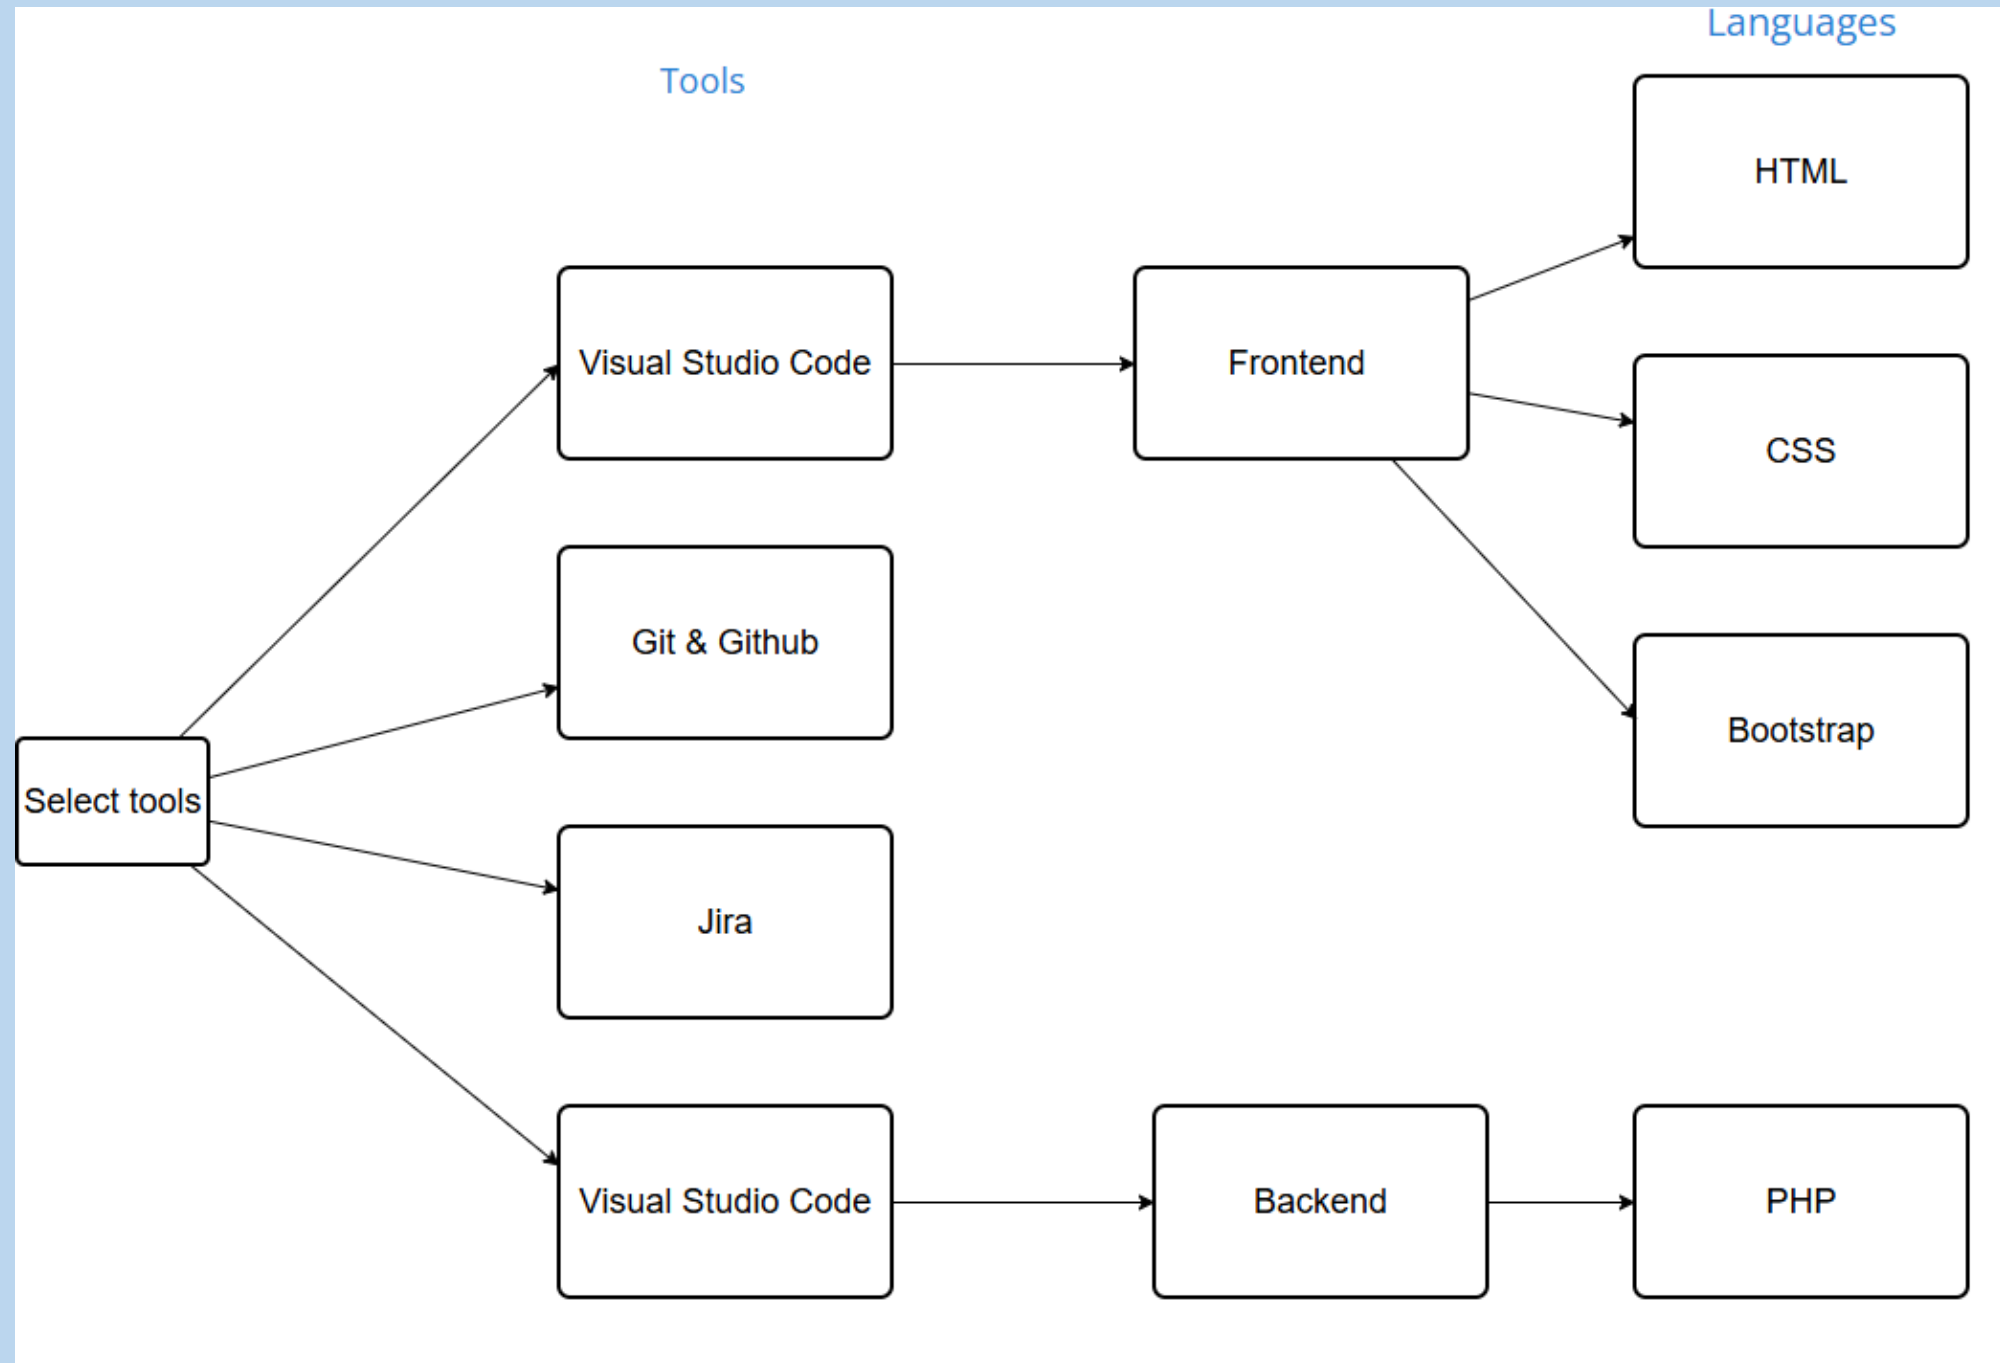 Languages
Tools
HTML
Visual Studio Code
Frontend
CSS
Git & Github
Bootstrap
Select tools
Jira
Visual Studio Code
Backend
PHP